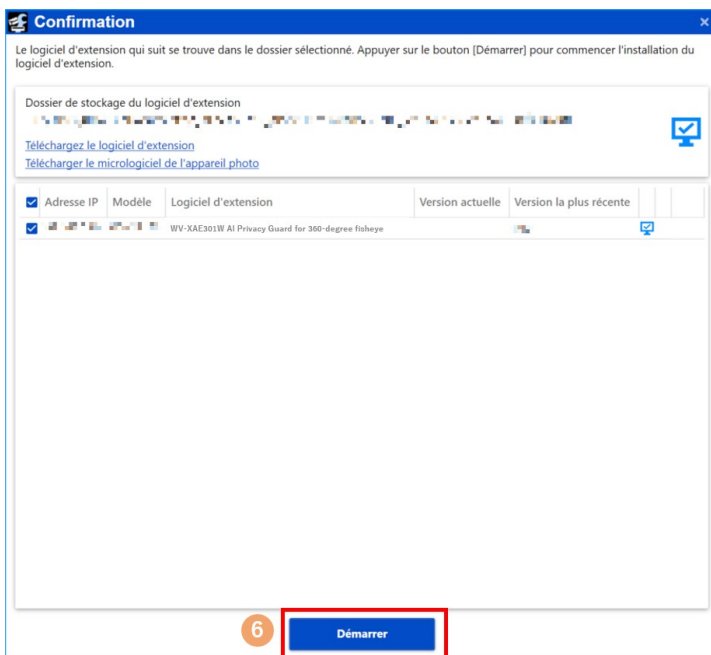 Confirmation
Le logiciel d'extension qui suit se trouve dans le dossier sélectionné. Appuyer sur le bouton [Démarrer] pour commencer l'installation du
logiciel d'extension.
Dossier de stockage du logiciel d'extension
Téléchargez le logiciel d'extension
Télécharger le micrologiciel de l'appareil photo
Adresse IP Modèle Logiciel d'extension Version actuelle Version la plus récente
WV-XAE301W AI Privacy Guard for 360-degree fisheye
6 Démarrer